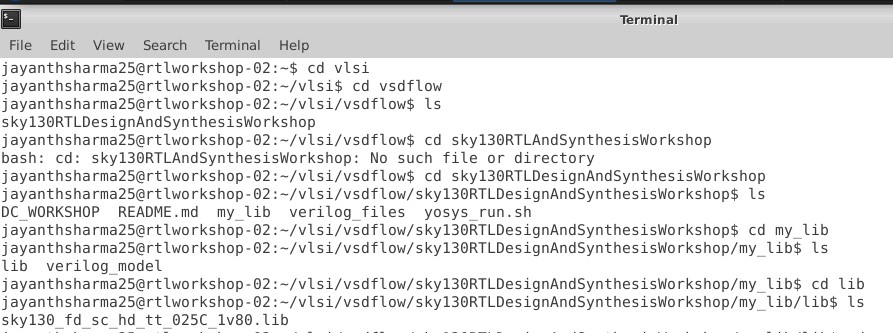 Terminal
File Edit View Search Terminal Help
jayanthsharma25@rtlworkshop-02:~$ cd vlsi
jayanthsharma25@rtlworkshop-02:~/vlsi$ cd vsdflow
jayanthsharma25@rtlworkshop-02:~/vlsi/vsdflow$ ls
sky130RTLDesignAndSynthesisWorkshop
jayanthsharma25@rtlworkshop-02:~/vlsi/vsdflow$ cd sky130RTLAndSynthesisWorkshop
bash: cd: sky130RTLAndSynthesisWorkshop: No such file or directory
jayanthsharma25@rtlworkshop-02:~/vlsi/vsdflow$ cd sky130RTLDesignAndSynthesisWorkshop
jayanthsharma25@rtlworkshop-02:~/vlsi/vsdflow/sky130RTLDesignAndSynthesisWorkshop$ ls
DC_WORKSHOP  README.md  my_lib  verilog_files  yosys_run.sh
jayanthsharma25@rtlworkshop-02:~/vlsi/vsdflow/sky130RTLDesignAndSynthesisWorkshop$ cd my_lib
jayanthsharma25@rtlworkshop-02:~/vlsi/vsdflow/sky130RTLDesignAndSynthesisWorkshop/my_lib$ ls
lib  verilog_model
jayanthsharma25@rtlworkshop-02:~/vlsi/vsdflow/sky130RTLDesignAndSynthesisWorkshop/my_lib$ cd lib
jayanthsharma25@rtlworkshop-02:~/vlsi/vsdflow/sky130RTLDesignAndSynthesisWorkshop/my_lib/lib$ ls
sky130_fd_sc_hd_tt_025C_1v80.lib